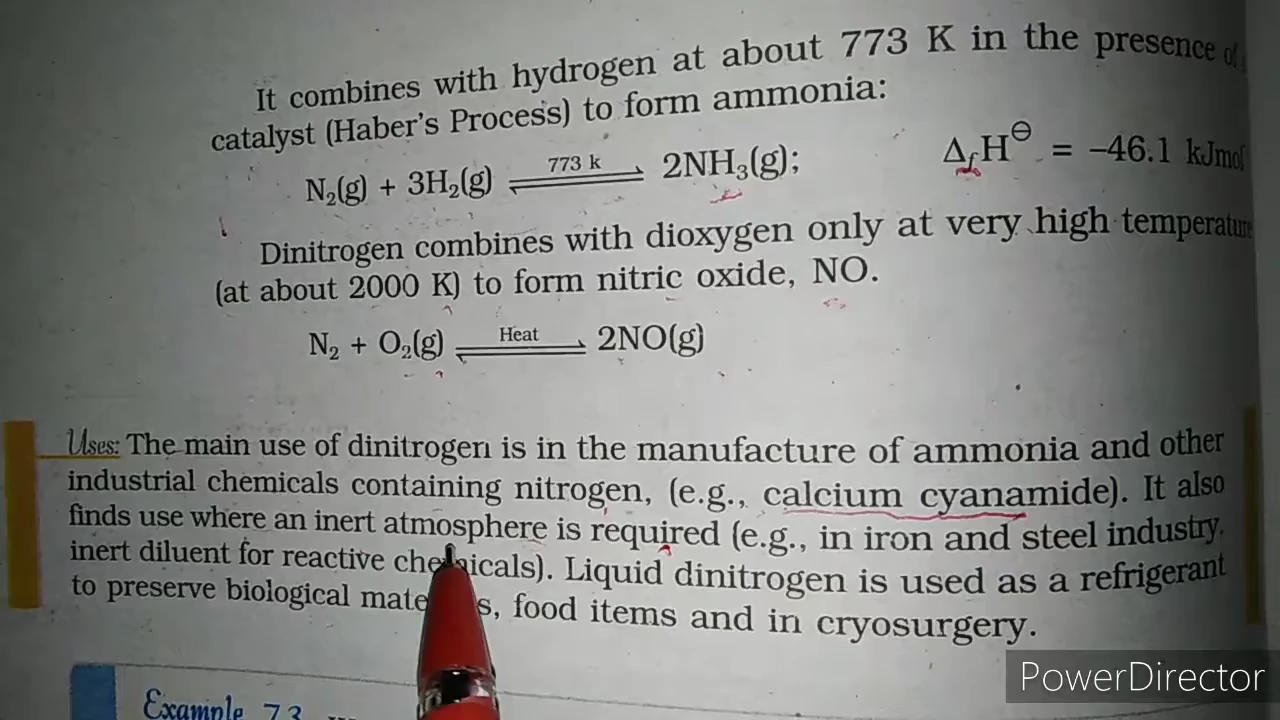 It combines with hydrogen at about 773 K in the presence of
catalyst (Haber's Process) to form ammonia:
N₂(g) + 3H₂(g) ⇌ 773 k 2NH₃(g); Δ𝑓H⊖ = –46.1 kJmol
Dinitrogen combines with dioxygen only at very high temperature
(at about 2000 K) to form nitric oxide, NO.
N₂ + O₂(g) ⇌ Heat 2NO(g)
Uses: The main use of dinitrogen is in the manufacture of ammonia and other
industrial chemicals containing nitrogen, (e.g., calcium cyanamide). It also
finds use where an inert atmosphere is required (e.g., in iron and steel industry,
inert diluent for reactive chemicals). Liquid dinitrogen is used as a refrigerant
to preserve biological materials, food items and in cryosurgery.
Example 7.3
PowerDirector